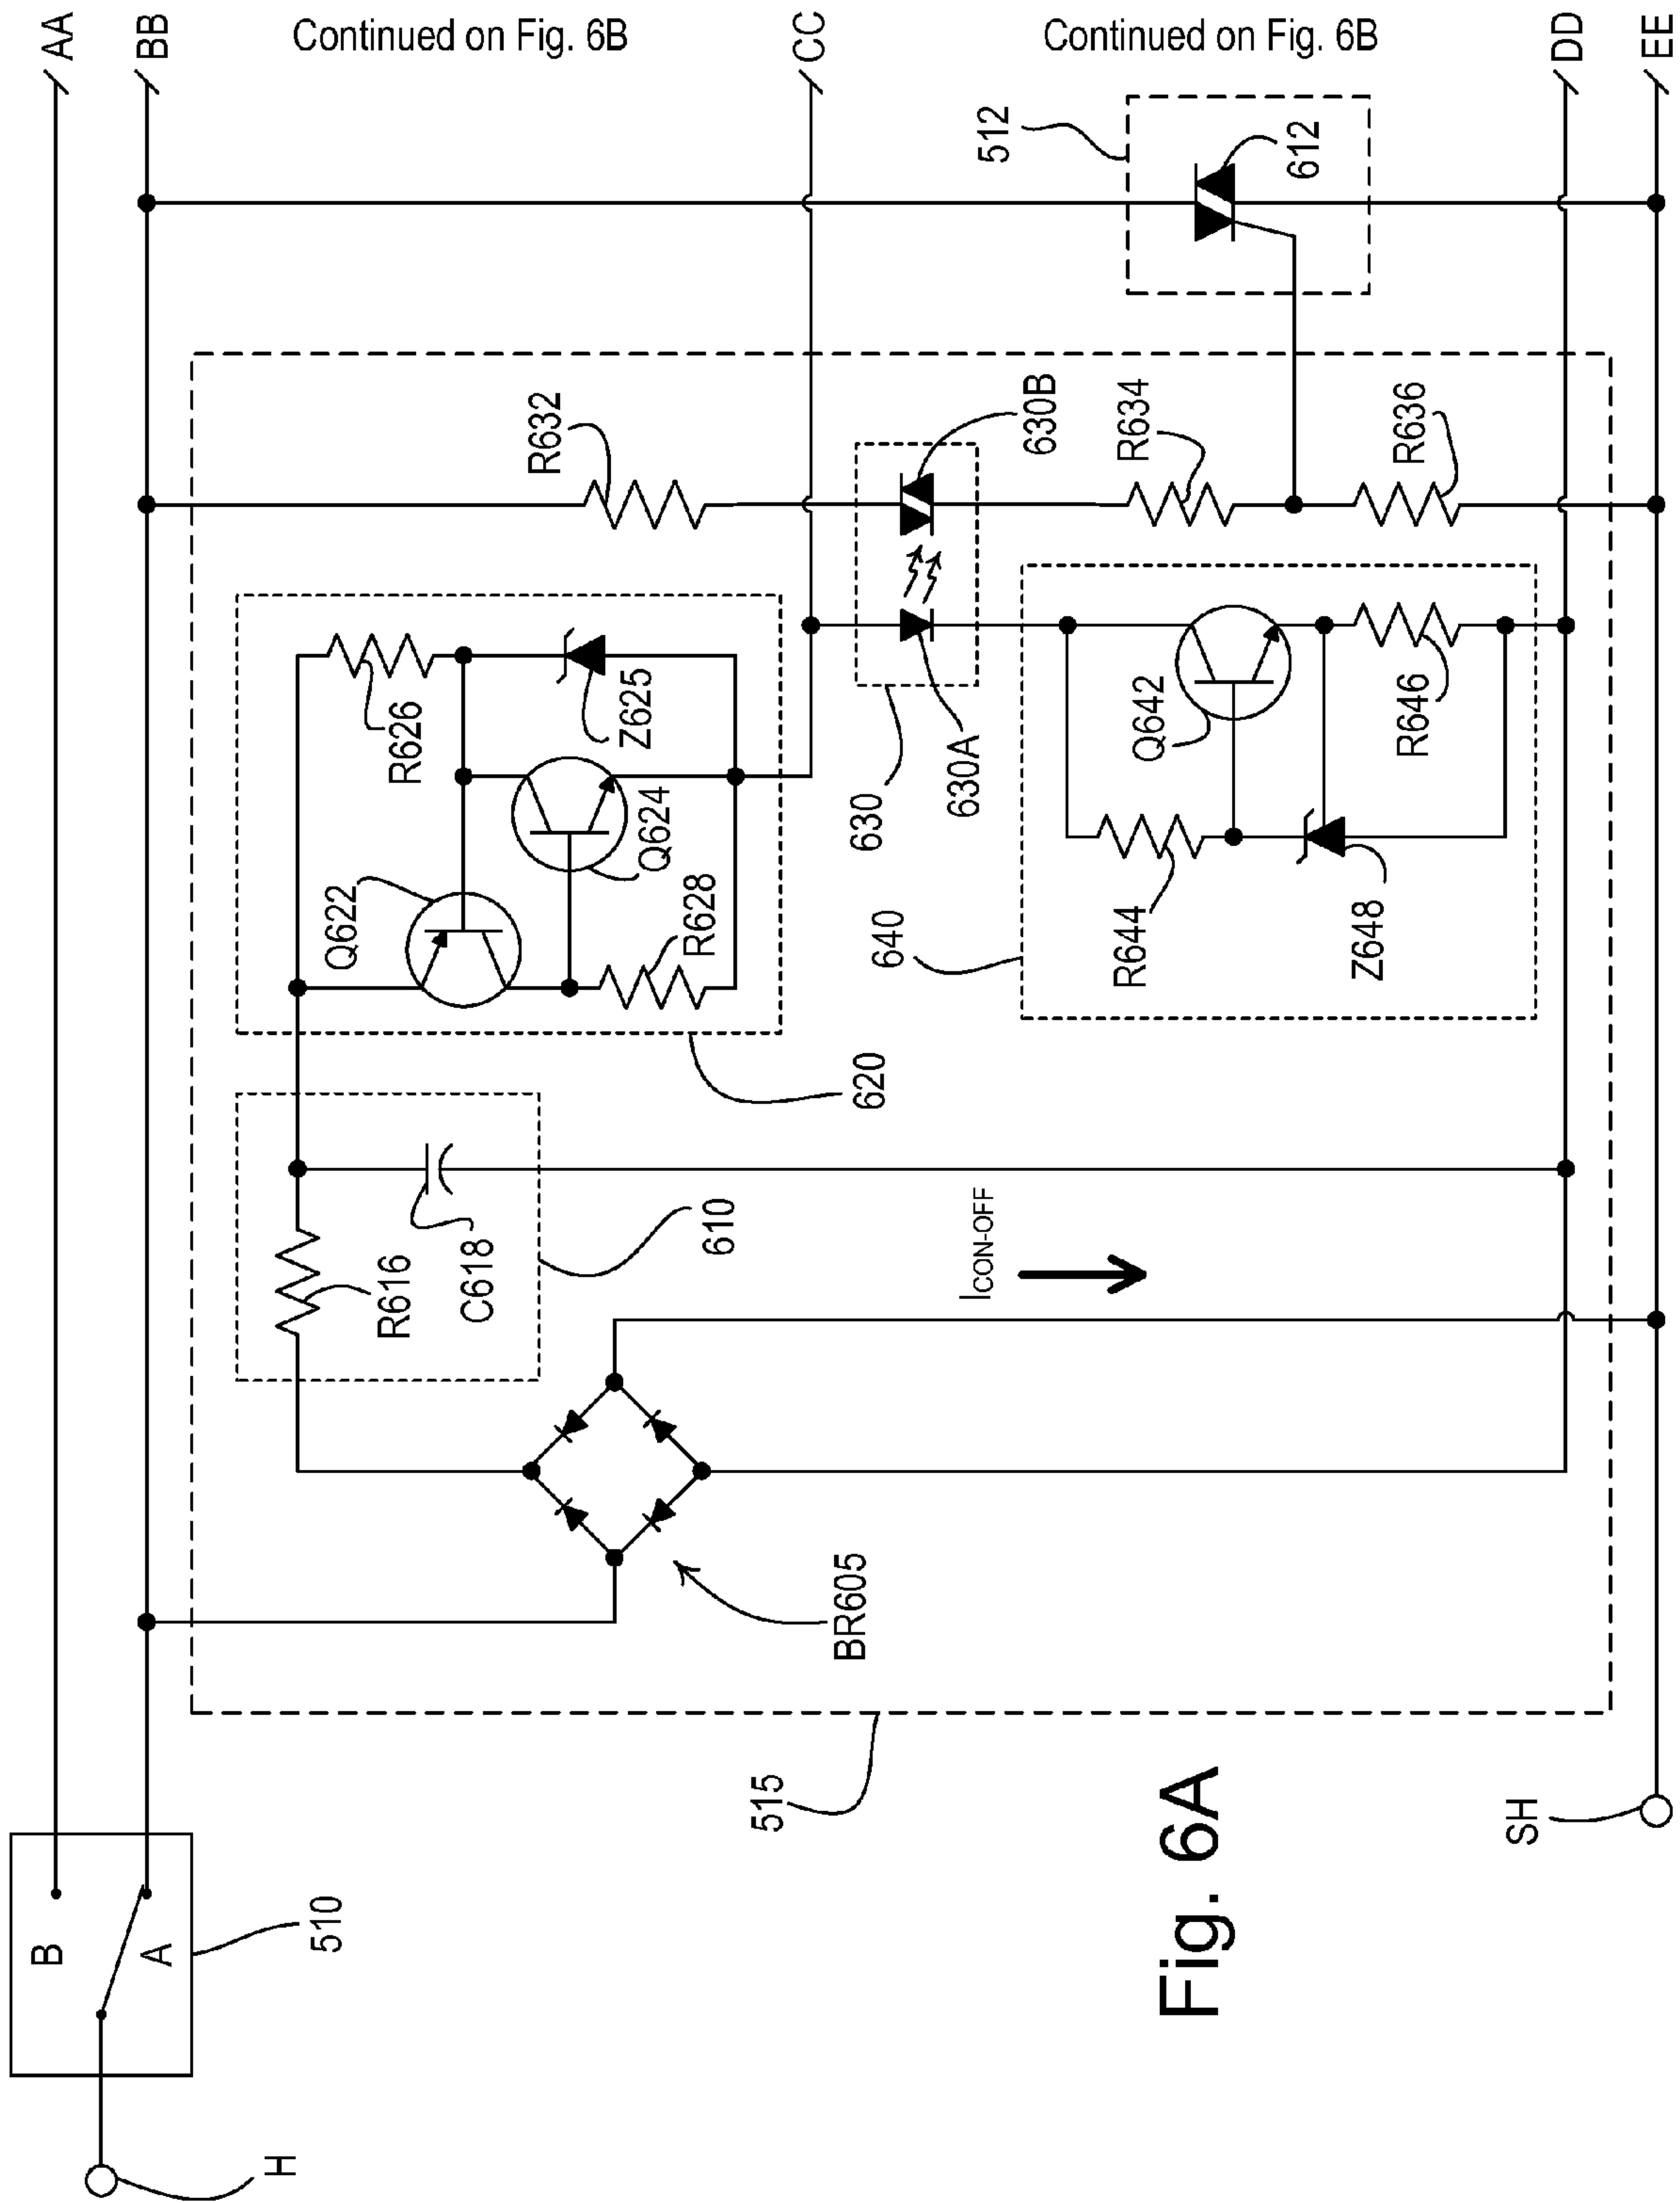 AA
BB
Continued on Fig. 6B
CC
Continued on Fig. 6B
DD
EE
512
612
R632
630B
R634
R636
R626
Z625
Q624
Q622
R628
620
630
630A
Q642
R646
R644
Z648
640
R616
C618
610
ICON-OFF
BR605
515
B
A
510
H
SH
Fig. 6A